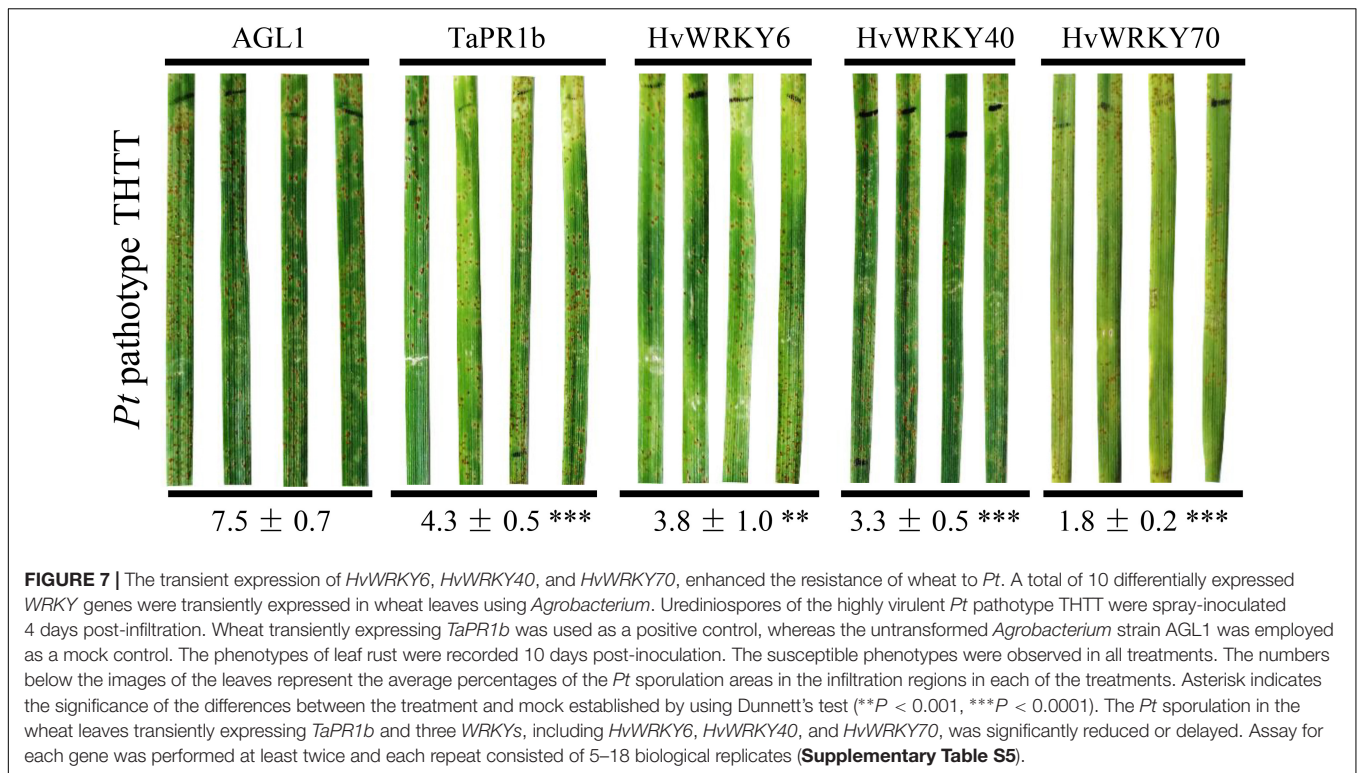 AGL1 TaPR1b HvWRKY6 HvWRKY40 HvWRKY70
Pt pathotype THTT
7.5 ± 0.7 4.3 ± 0.5 *** 3.8 ± 1.0 ** 3.3 ± 0.5 *** 1.8 ± 0.2 ***
FIGURE 7 | The transient expression of HvWRKY6, HvWRKY40, and HvWRKY70, enhanced the resistance of wheat to Pt. A total of 10 differentially expressed
WRKY genes were transiently expressed in wheat leaves using Agrobacterium. Urediniospores of the highly virulent Pt pathotype THTT were spray-inoculated
4 days post-infiltration. Wheat transiently expressing TaPR1b was used as a positive control, whereas the untransformed Agrobacterium strain AGL1 was employed
as a mock control. The phenotypes of leaf rust were recorded 10 days post-inoculation. The susceptible phenotypes were observed in all treatments. The numbers
below the images of the leaves represent the average percentages of the Pt sporulation areas in the infiltration regions in each of the treatments. Asterisk indicates
the significance of the differences between the treatment and mock established by using Dunnett's test (**P < 0.001, ***P < 0.0001). The Pt sporulation in the
wheat leaves transiently expressing TaPR1b and three WRKYs, including HvWRKY6, HvWRKY40, and HvWRKY70, was significantly reduced or delayed. Assay for
each gene was performed at least twice and each repeat consisted of 5–18 biological replicates (Supplementary Table S5).